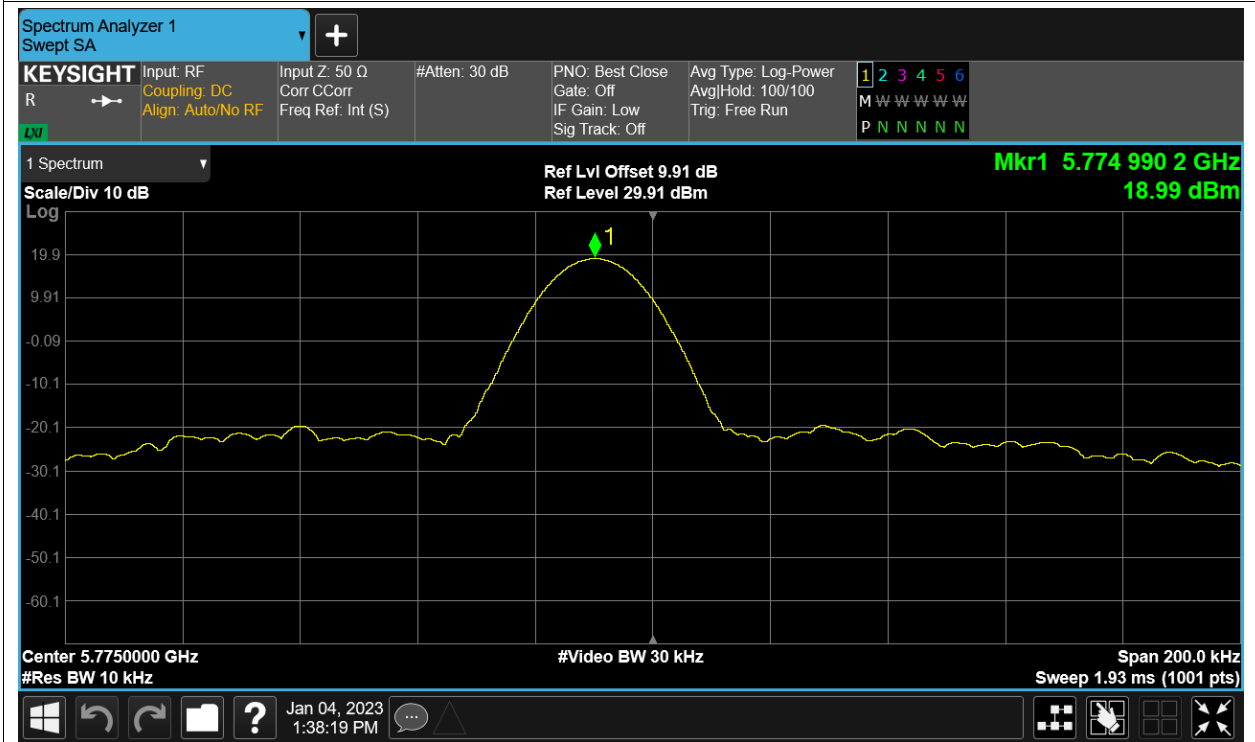 Spectrum Analyzer 1
Swept SA
+
KEYSIGHT
R
LXI
Input: RF
Coupling: DC
Align: Auto/No RF
Input Z: 50 Ω
Corr CCorr
Freq Ref: Int (S)
#Atten: 30 dB
PNO: Best Close
Gate: Off
IF Gain: Low
Sig Track: Off
Avg Type: Log-Power
Avg|Hold: 100/100
Trig: Free Run
1 2 3 4 5 6
M W W W W W
P N N N N N
1 Spectrum
Scale/Div 10 dB
Log
Ref Lvl Offset 9.91 dB
Ref Level 29.91 dBm
Mkr1 5.774 990 2 GHz
18.99 dBm
1
19.9
9.91
-0.09
-10.1
-20.1
-30.1
-40.1
-50.1
-60.1
Center 5.7750000 GHz
#Res BW 10 kHz
#Video BW 30 kHz
Span 200.0 kHz
Sweep 1.93 ms (1001 pts)
?
Jan 04, 2023
1:38:19 PM